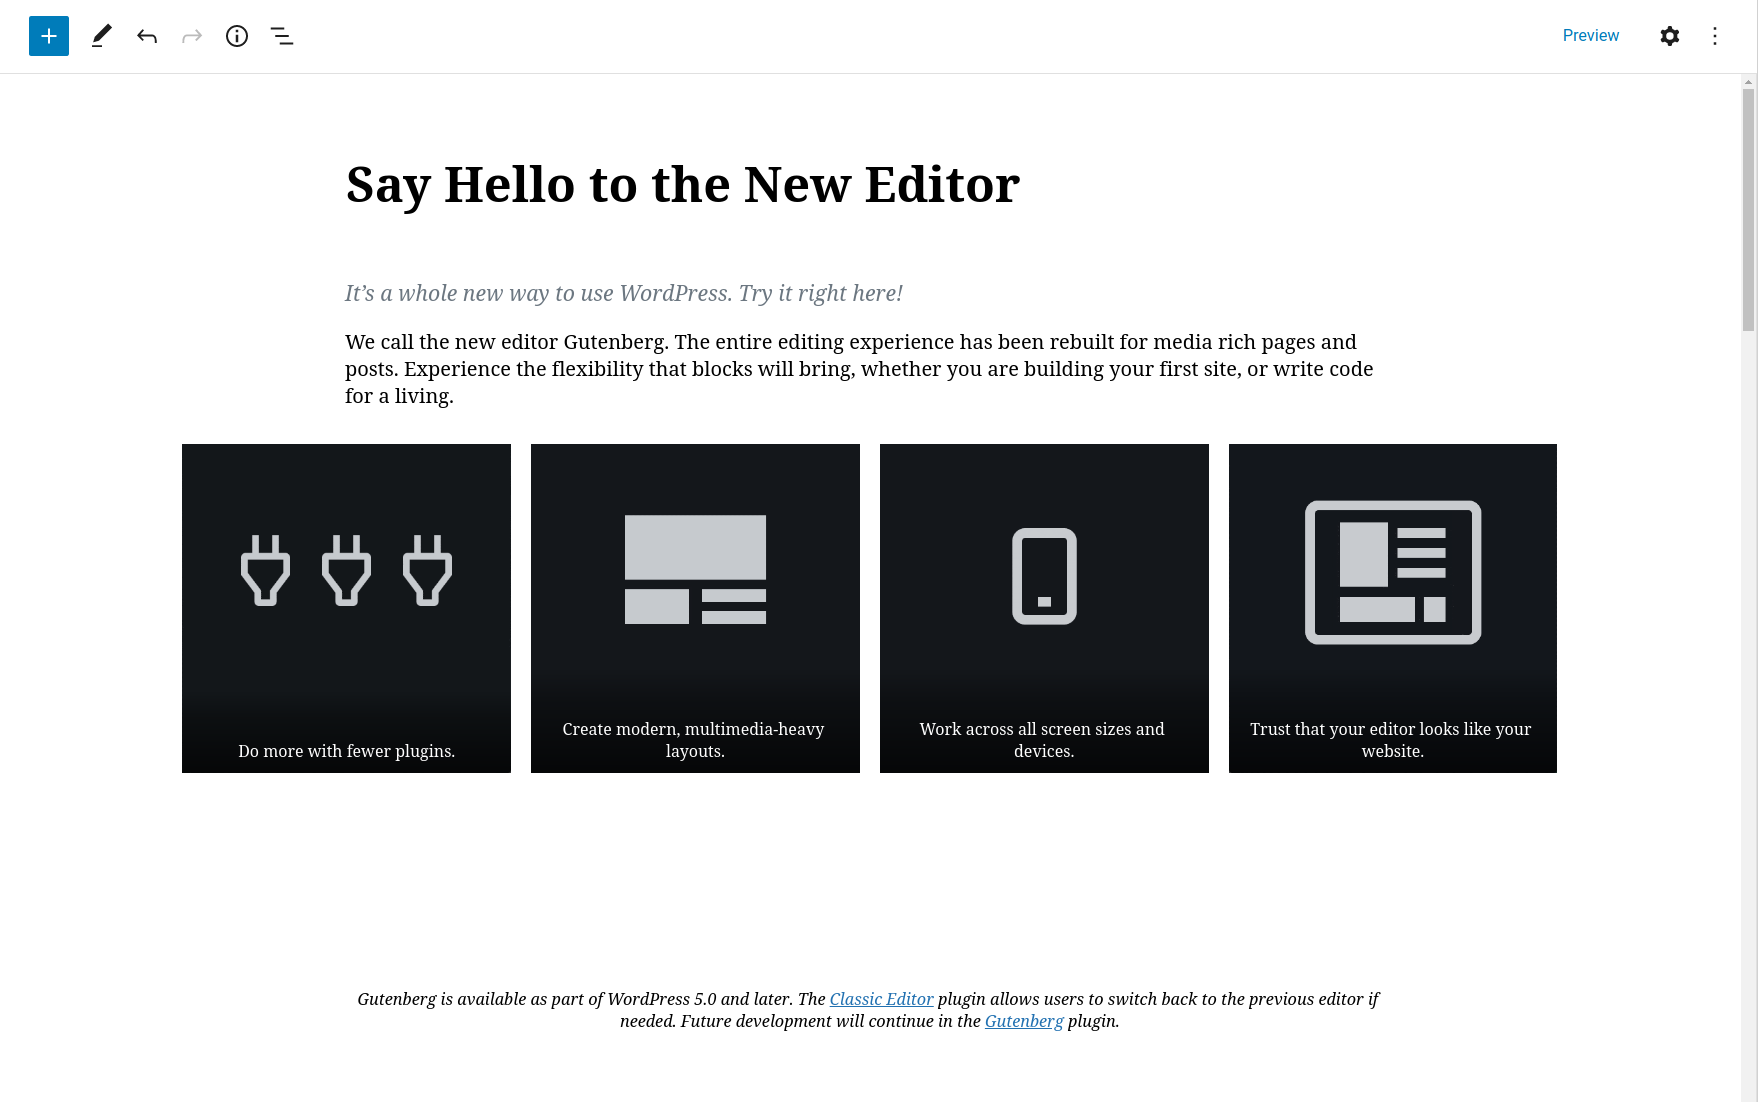 Preview
Say Hello to the New Editor
It’s a whole new way to use WordPress. Try it right here!
We call the new editor Gutenberg. The entire editing experience has been rebuilt for media rich pages and
posts. Experience the flexibility that blocks will bring, whether you are building your first site, or write code
for a living.
Do more with fewer plugins.
Create modern, multimedia-heavy
layouts.
Work across all screen sizes and
devices.
Trust that your editor looks like your
website.
Gutenberg is available as part of WordPress 5.0 and later. The Classic Editor plugin allows users to switch back to the previous editor if
needed. Future development will continue in the Gutenberg plugin.